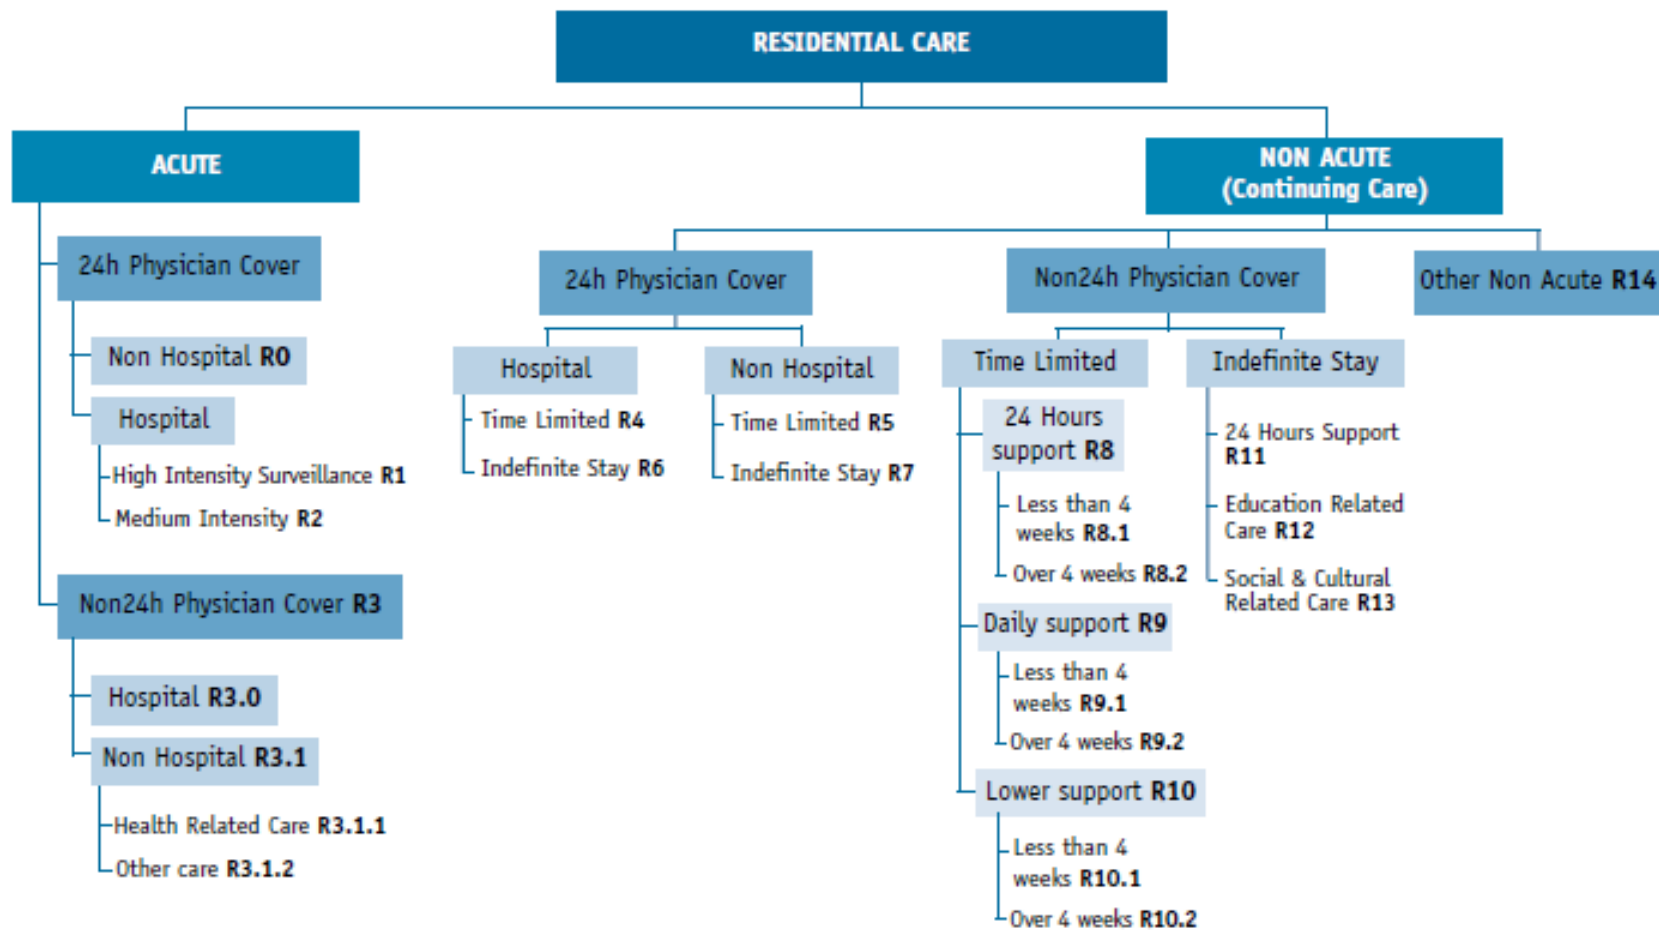 RESIDENTIAL CARE
ACUTE
24h Physician Cover
Non Hospital R0
Hospital
High Intensity Surveillance R1
Medium Intensity R2
Non24h Physician Cover R3
Hospital R3.0
Non Hospital R3.1
Health Related Care R3.1.1
Other care R3.1.2
NON ACUTE
(Continuing Care)
24h Physician Cover
Hospital
Time Limited R4
Indefinite Stay R6
Non Hospital
Time Limited R5
Indefinite Stay R7
Non24h Physician Cover
Time Limited
24 Hours
support R8
Less than 4
weeks R8.1
Over 4 weeks R8.2
Daily support R9
Less than 4
weeks R9.1
Over 4 weeks R9.2
Lower support R10
Less than 4
weeks R10.1
Over 4 weeks R10.2
Indefinite Stay
24 Hours Support
R11
Education Related
Care R12
Social & Cultural
Related Care R13
Other Non Acute R14